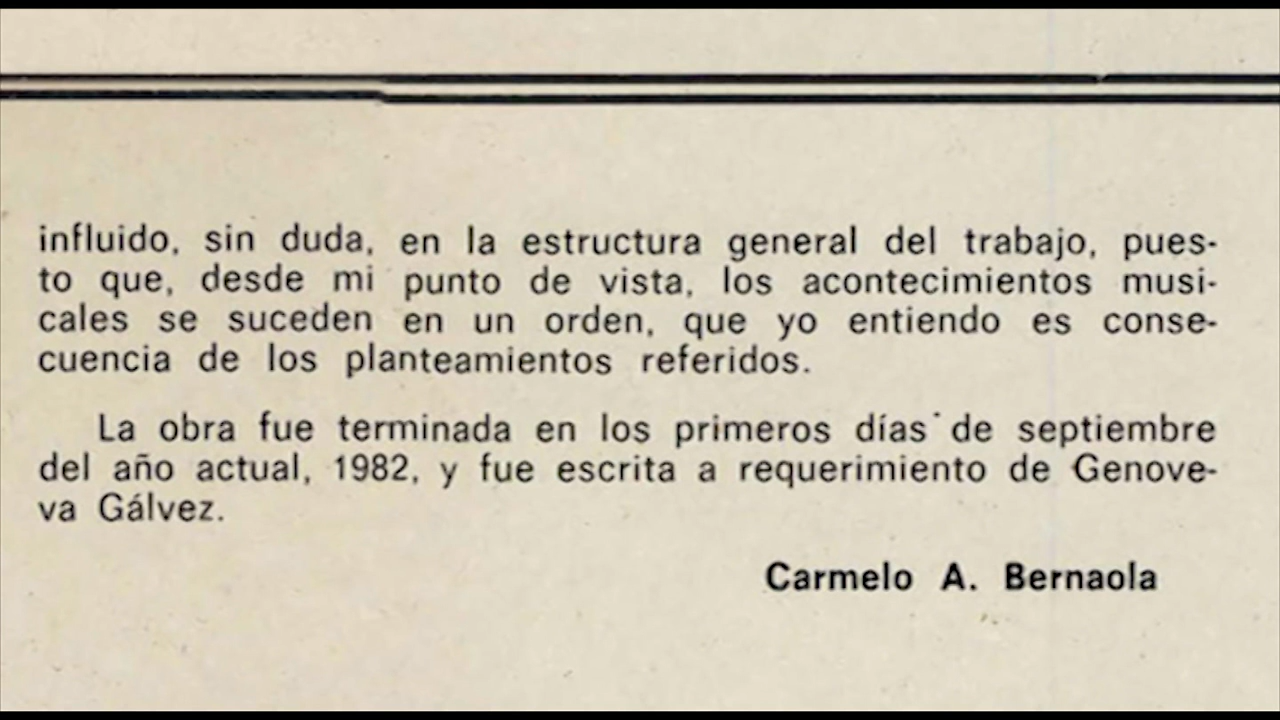 influido, sin duda, en la estructura general del trabajo, pues-
to que, desde mi punto de vista, los acontecimientos musi-
cales se suceden en un orden, que yo entiendo es conse-
cuencia de los planteamientos referidos.
La obra fue terminada en los primeros días de septiembre
del año actual, 1982, y fue escrita a requerimiento de Genove-
va Gálvez.
Carmelo A. Bernaola